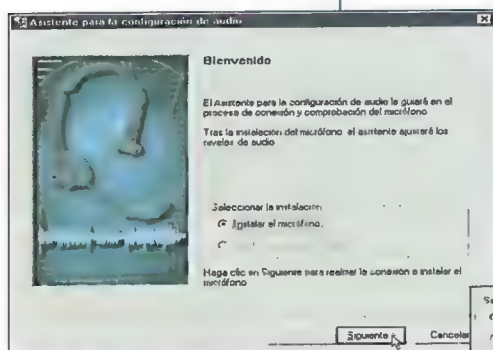 Asistente para la configuración de audio
Bienvenido
El Asistente para la configuración de audio le guiará en el
proceso de conexión y comprobación del micrófono
Tras la instalación del micrófono el asistente ajustará los
niveles de audio
Seleccionar la instalación
Instalar el micrófono.
Haga clic en Siguiente para realizar la conexión e instalar el
micrófono
Siguiente >
Cancelar